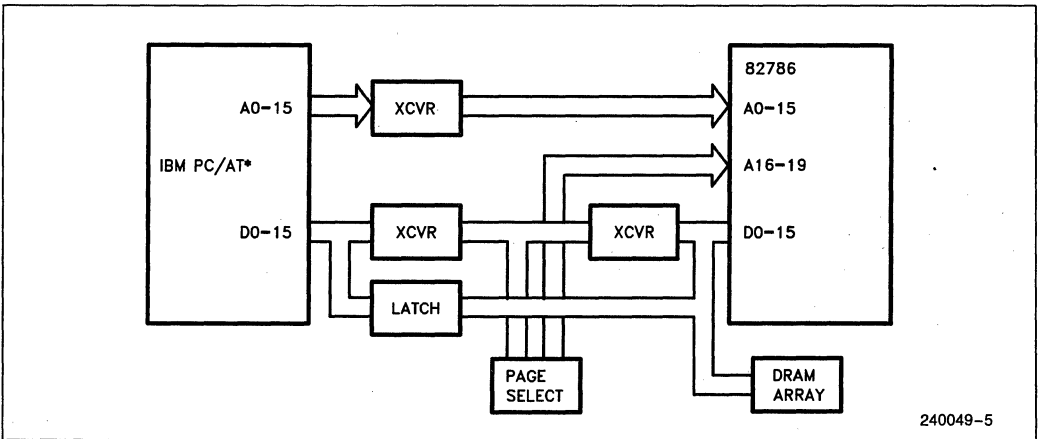 82786
A0-15
XCVR
A0-15
IBM PC/AT*
A16-19
D0-15
XCVR
XCVR
D0-15
LATCH
PAGE
SELECT
DRAM
ARRAY
240049-5